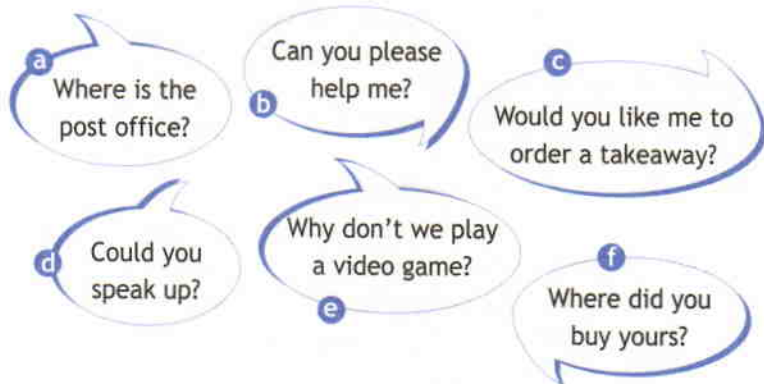 a
Where is the
post office?
b
Can you please
help me?
c
Would you like me to
order a takeaway?
d
Could you
speak up?
e
Why don't we play
a video game?
f
Where did you
buy yours?